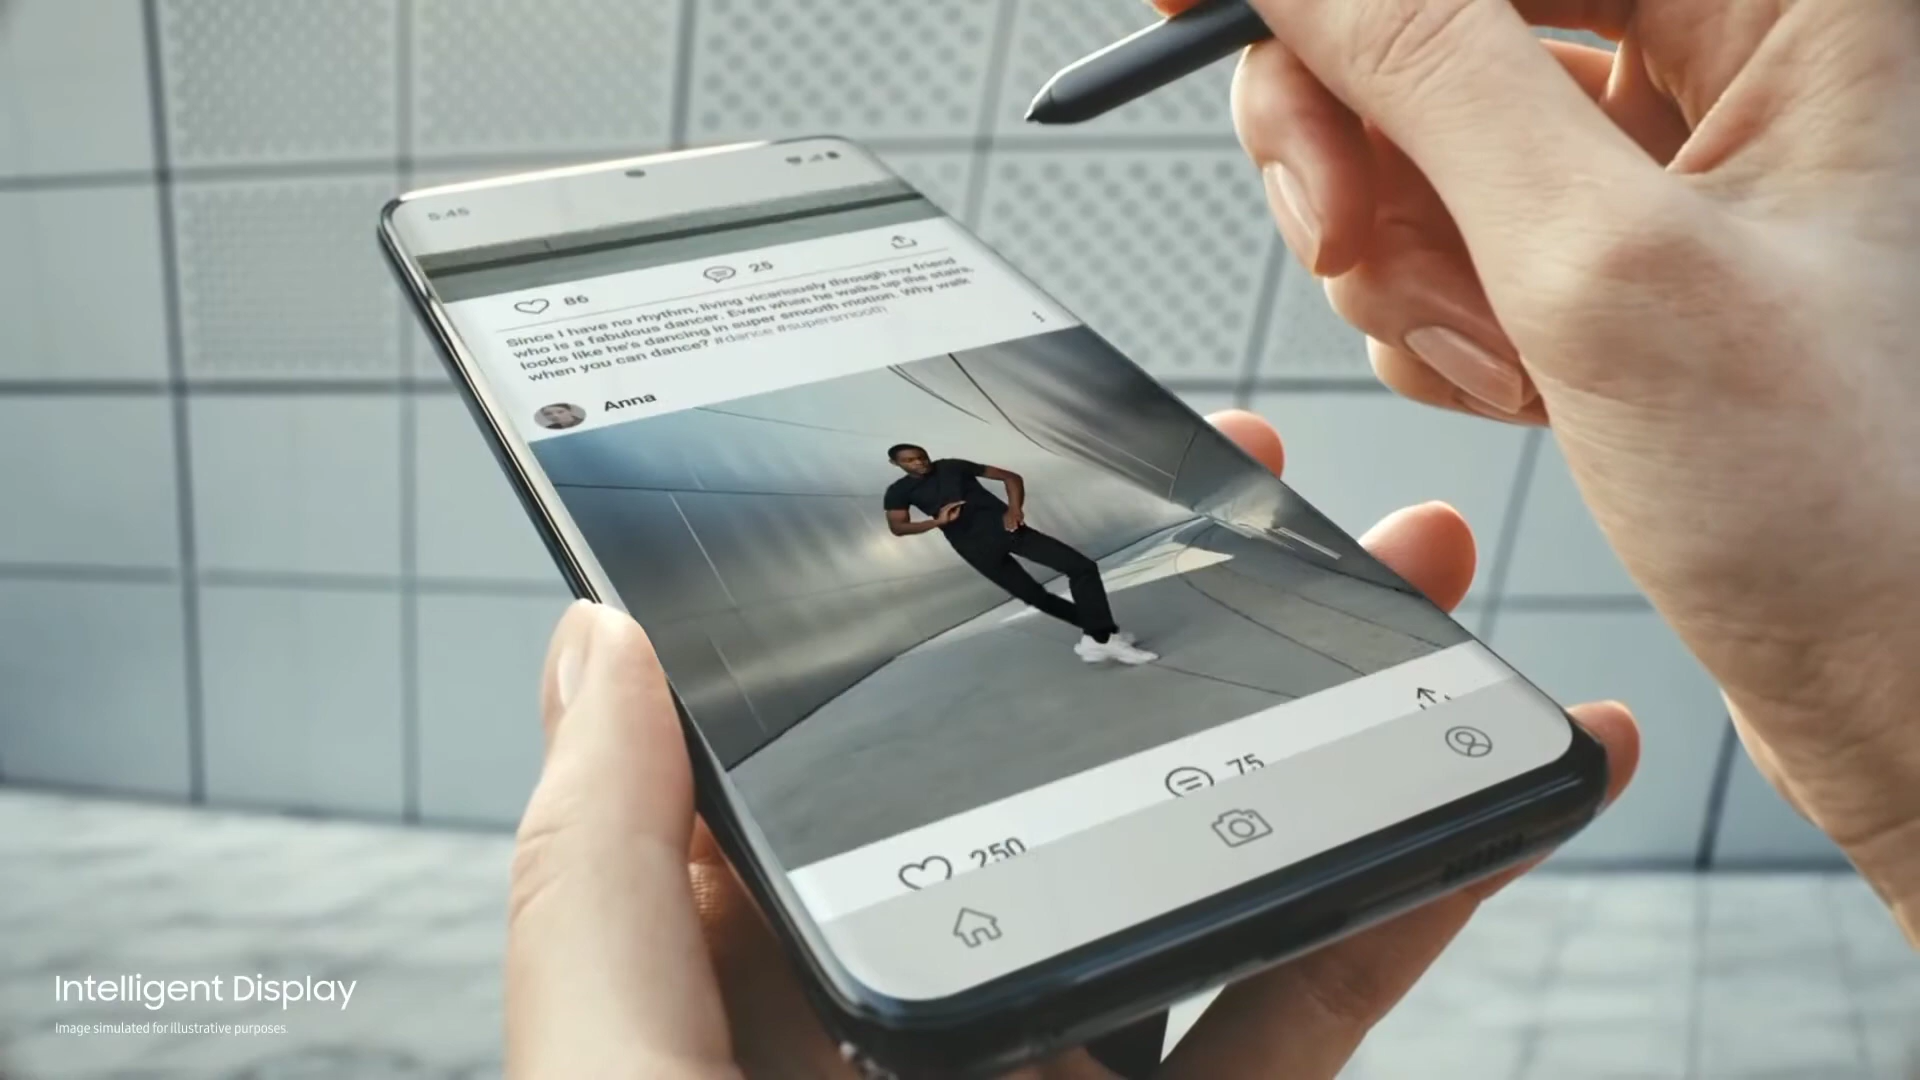 5:45
86
25
Since I have no rhythm, living vicariously through my friend
who is a fabulous dancer. Even when he walks up the stairs,
looks like he's dancing in super smooth motion. Why walk
when you can dance? #dance #supersmooth
Anna
250
75
Intelligent Display
Image simulated for illustrative purposes.